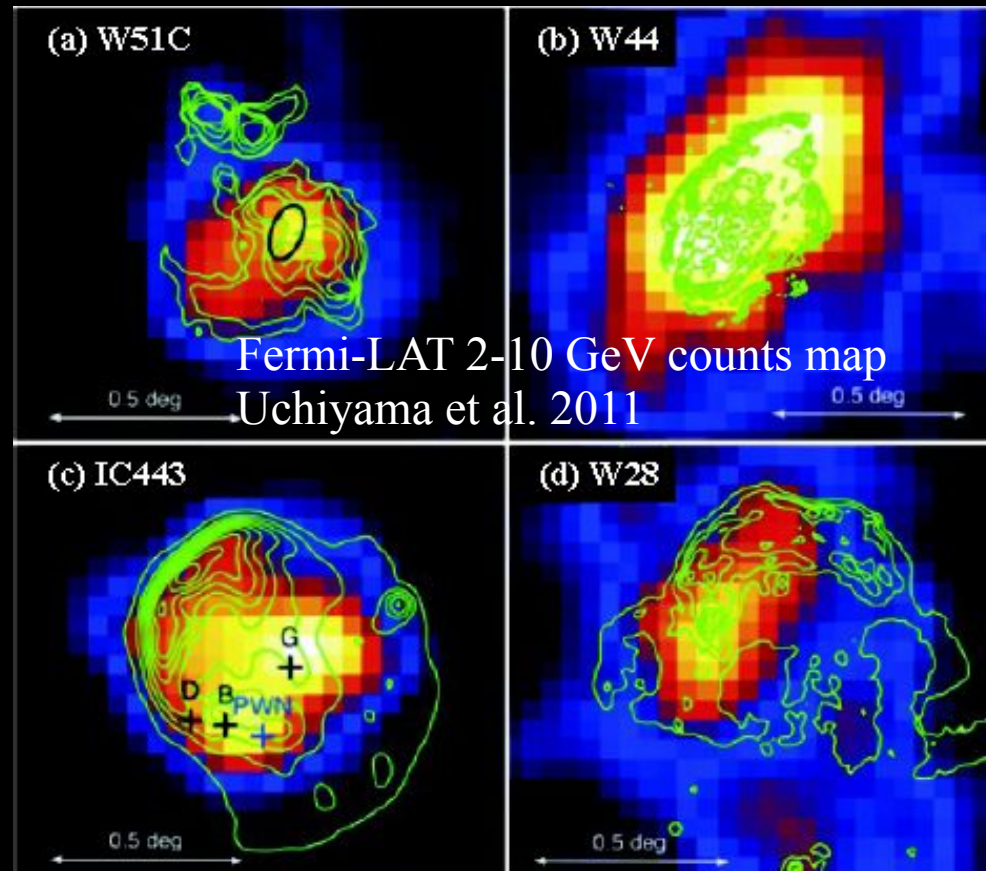 (a) W51C
(b) W44
Fermi-LAT 2-10 GeV counts map
Uchiyama et al. 2011
0.5 deg
0.5 deg
(c) IC443
(d) W28
G
D
B
PWN
0.5 deg
0.5 deg